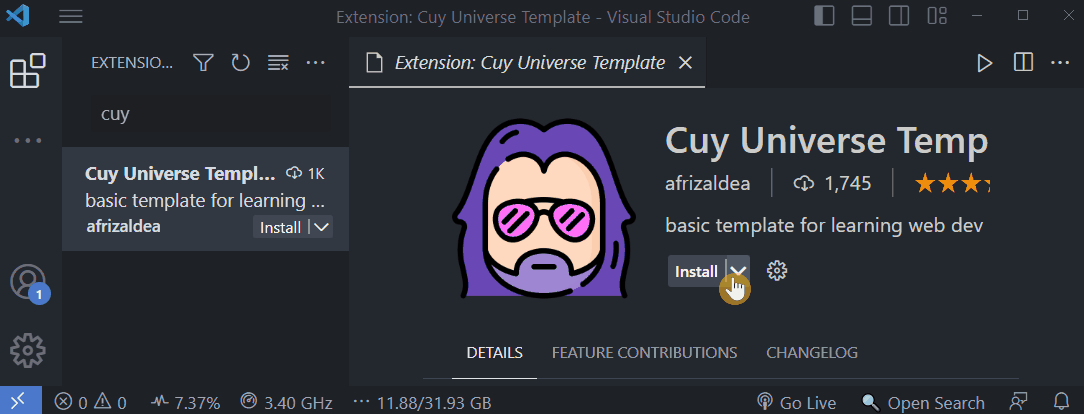 Extension: Cuy Universe Template - Visual Studio Code
EXTENSIO...
Extension: Cuy Universe Template
cuy
Cuy Universe Templ... 1K
basic template for learning ...
afrizaldea Install
Cuy Universe Temp
afrizaldea 1,745
basic template for learning web dev
Install
DETAILS FEATURE CONTRIBUTIONS CHANGELOG
1
0 0 7.37% 3.40 GHz 11.88/31.93 GB Go Live Open Search